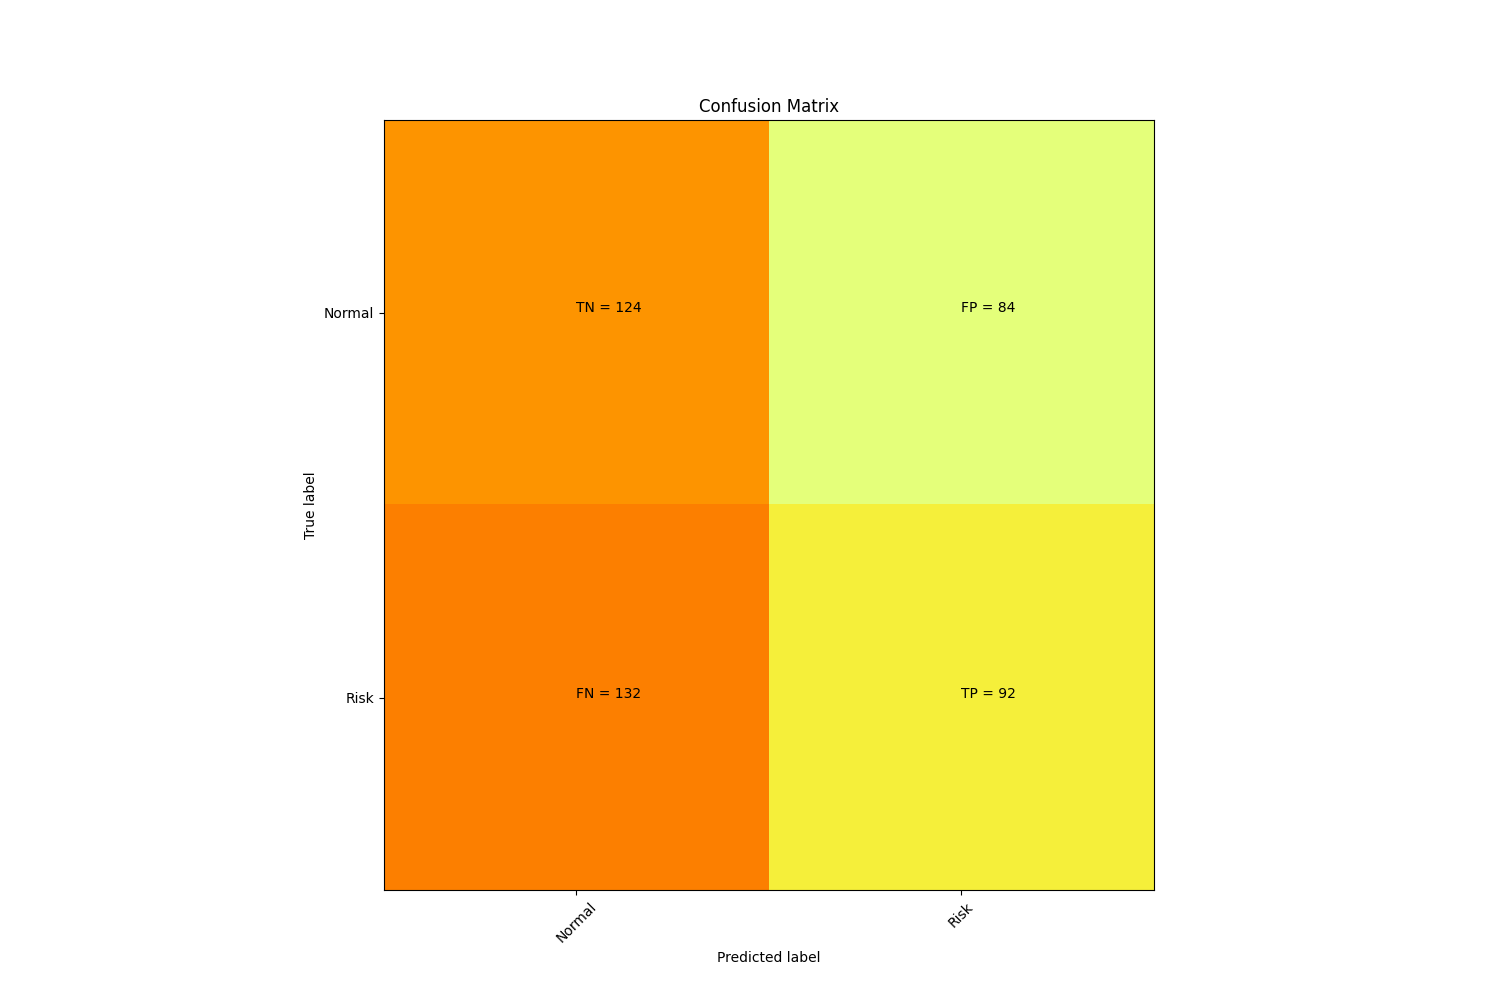 Confusion Matrix
TN = 124
FP = 84
Normal
True label
FN = 132
TP = 92
Risk
Normal
Risk
Predicted label